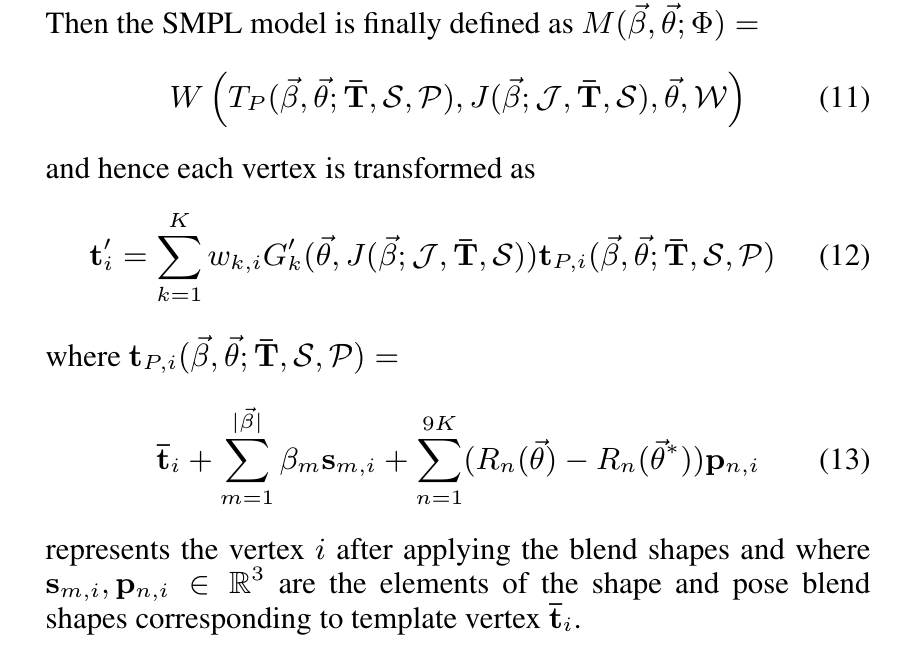 Then the SMPL model is finally defined as $M(\vec{\beta}, \vec{\theta}; \Phi) =$
$W\left(T_P(\vec{\beta}, \vec{\theta}; \bar{\mathbf{T}}, \mathcal{S}, \mathcal{P}), J(\vec{\beta}; \mathcal{J}, \bar{\mathbf{T}}, \mathcal{S}), \vec{\theta}, \mathcal{W}\right)$ (11)
and hence each vertex is transformed as
$\mathbf{t}'_i = \sum_{k=1}^{K} w_{k,i} G'_k(\vec{\theta}, J(\vec{\beta}; \mathcal{J}, \bar{\mathbf{T}}, \mathcal{S})) \mathbf{t}_{P,i}(\vec{\beta}, \vec{\theta}; \bar{\mathbf{T}}, \mathcal{S}, \mathcal{P})$ (12)
where $\mathbf{t}_{P,i}(\vec{\beta}, \vec{\theta}; \bar{\mathbf{T}}, \mathcal{S}, \mathcal{P}) =$
$\bar{\mathbf{t}}_i + \sum_{m=1}^{|\vec{\beta}|} \beta_m \mathbf{s}_{m,i} + \sum_{n=1}^{9K} (R_n(\vec{\theta}) - R_n(\vec{\theta}^*)) \mathbf{p}_{n,i}$ (13)
represents the vertex $i$ after applying the blend shapes and where
$\mathbf{s}_{m,i}, \mathbf{p}_{n,i} \in \mathbb{R}^3$ are the elements of the shape and pose blend
shapes corresponding to template vertex $\bar{\mathbf{t}}_i$.